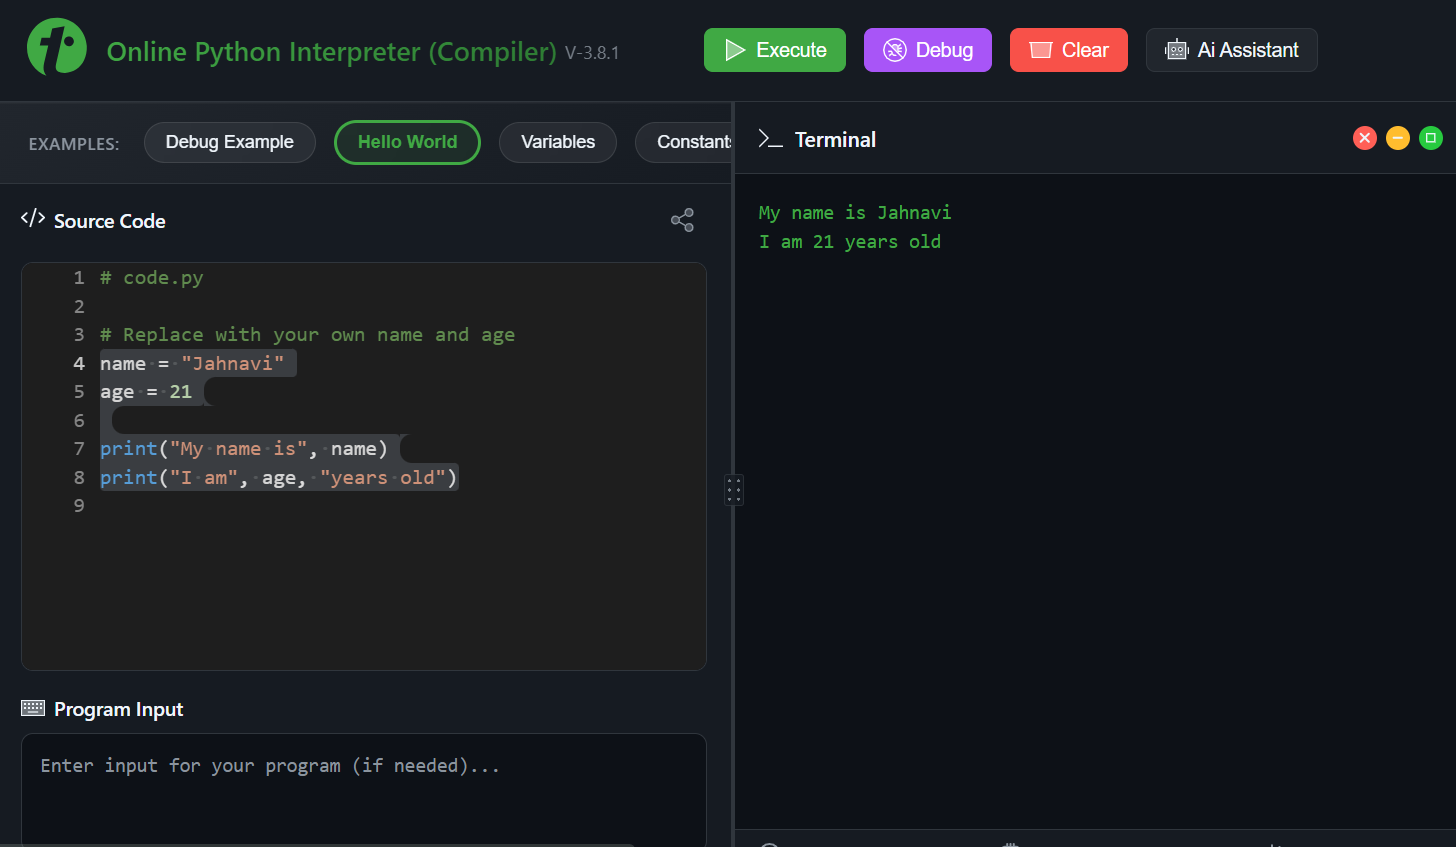 Online Python Interpreter (Compiler) V-3.8.1
Execute
Debug
Clear
Ai Assistant
EXAMPLES:
Debug Example
Hello World
Variables
Constants
</> Source Code
1 # code.py
2
3 # Replace with your own name and age
4 name = "Jahnavi"
5 age = 21
6
7 print("My name is", name)
8 print("I am", age, "years old")
9
Program Input
Enter input for your program (if needed)...
Terminal
My name is Jahnavi
I am 21 years old